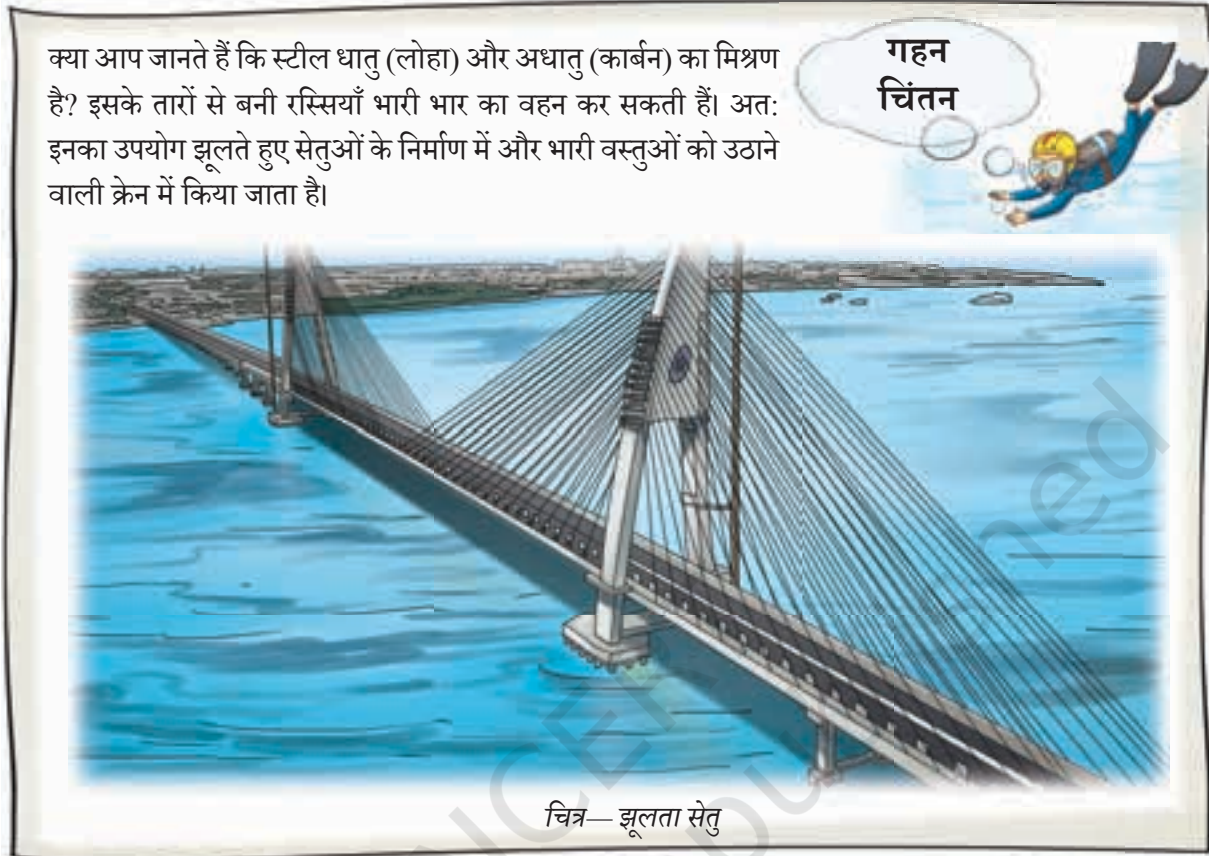 क्या आप जानते हैं कि स्टील धातु (लोहा) और अधातु (कार्बन) का मिश्रण
है? इसके तारों से बनी रस्सियाँ भारी भार का वहन कर सकती हैं। अत:
इनका उपयोग झूलते हुए सेतुओं के निर्माण में और भारी वस्तुओं को उठाने
वाली क्रेन में किया जाता है।
गहन
चिंतन
चित्र— झूलता सेतु